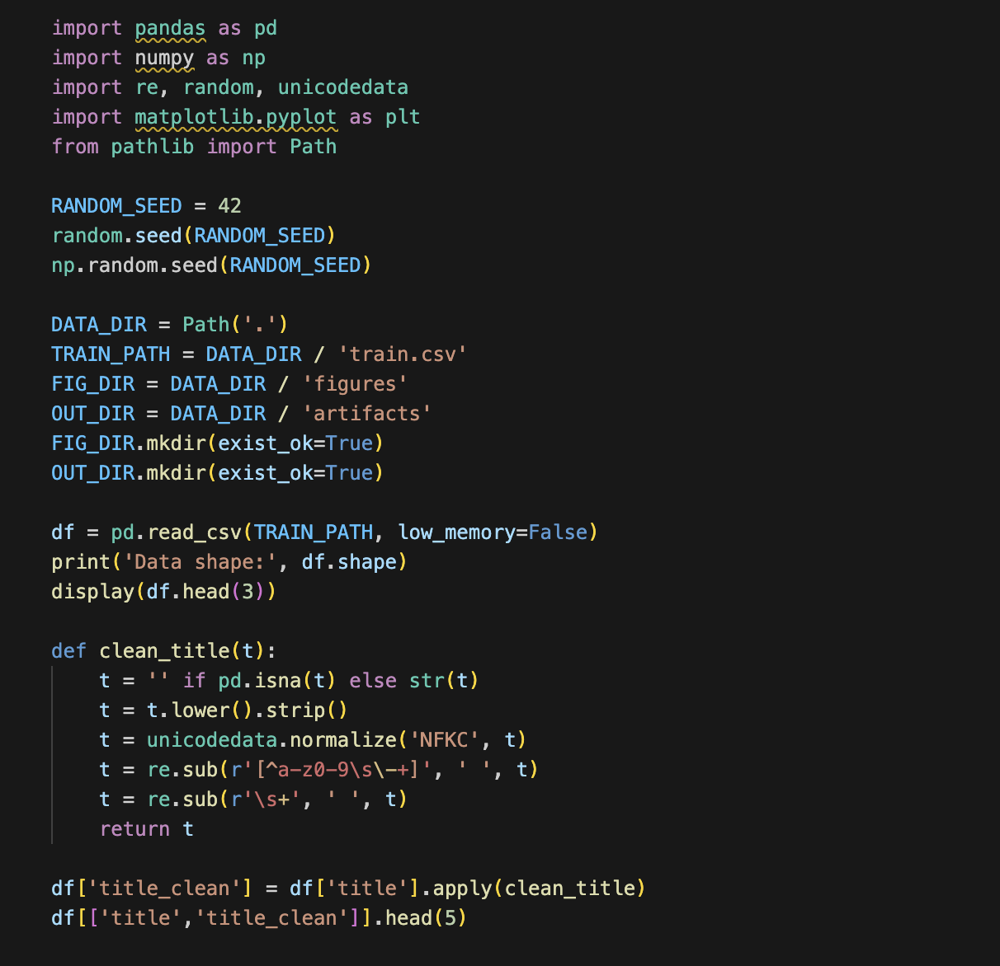 import pandas as pd
import numpy as np
import re, random, unicodedata
import matplotlib.pyplot as plt
from pathlib import Path

RANDOM_SEED = 42
random.seed(RANDOM_SEED)
np.random.seed(RANDOM_SEED)

DATA_DIR = Path('.')
TRAIN_PATH = DATA_DIR / 'train.csv'
FIG_DIR = DATA_DIR / 'figures'
OUT_DIR = DATA_DIR / 'artifacts'
FIG_DIR.mkdir(exist_ok=True)
OUT_DIR.mkdir(exist_ok=True)

df = pd.read_csv(TRAIN_PATH, low_memory=False)
print('Data shape:', df.shape)
display(df.head(3))

def clean_title(t):
    t = '' if pd.isna(t) else str(t)
    t = t.lower().strip()
    t = unicodedata.normalize('NFKC', t)
    t = re.sub(r'[^a-z0-9\s\-+]', ' ', t)
    t = re.sub(r'\s+', ' ', t)
    return t

df['title_clean'] = df['title'].apply(clean_title)
df[['title','title_clean']].head(5)